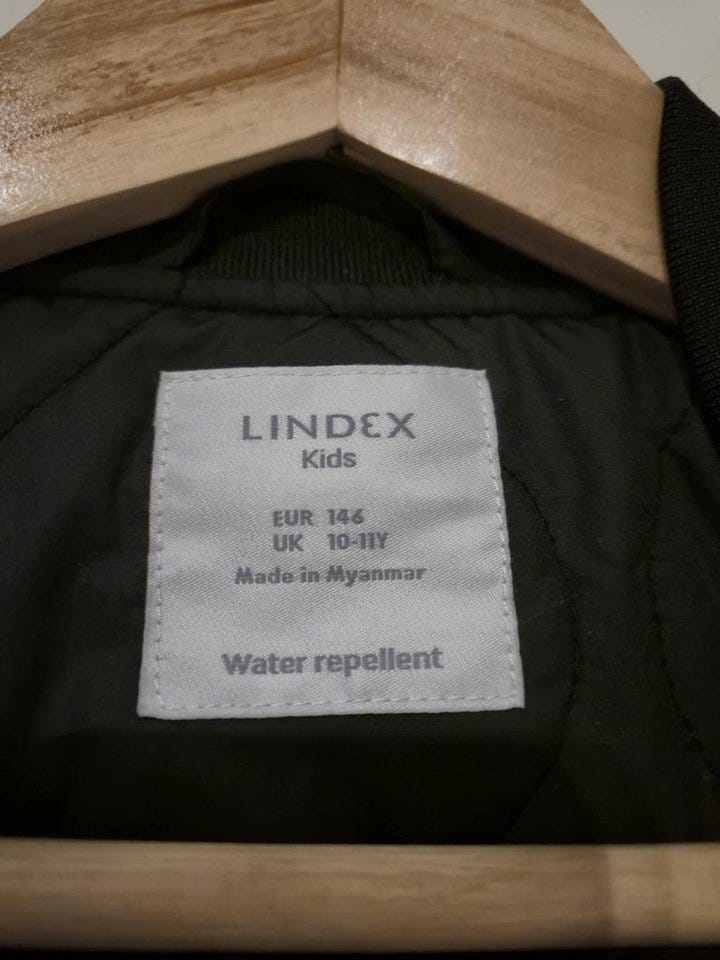 LINDEX
Kids
EUR 146
UK 10-11Y
Made in Myanmar
Water repellent